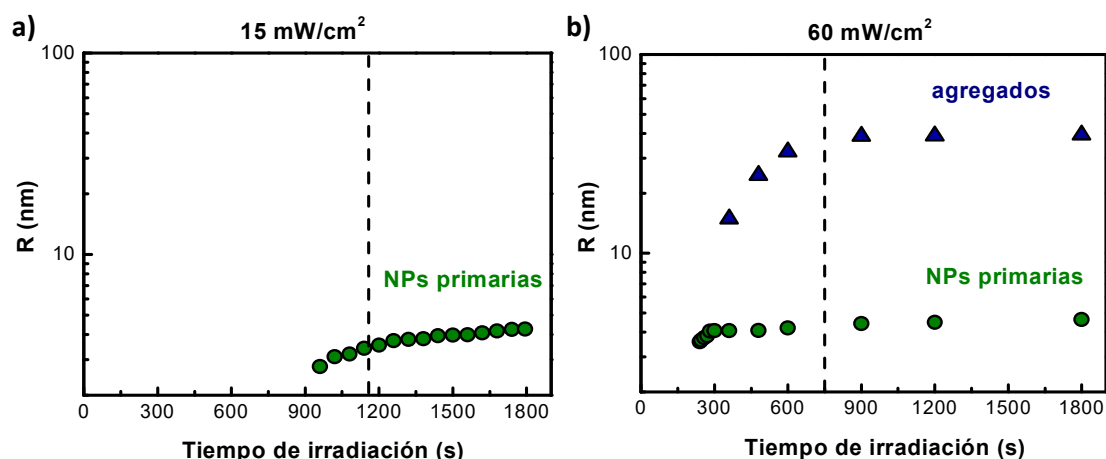 a)
15 mW/cm²
100
10
R (nm)
NPs primarias
0 300 600 900 1200 1500 1800
Tiempo de irradiación (s)
b)
60 mW/cm²
100
10
R (nm)
agregados
NPs primarias
0 300 600 900 1200 1500 1800
Tiempo de irradiación (s)